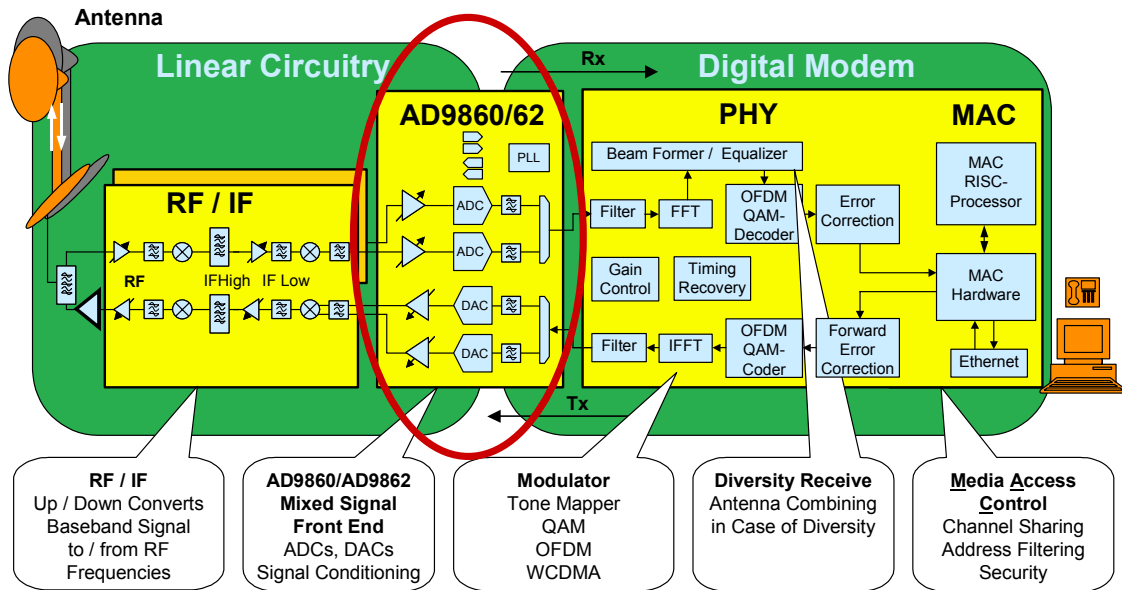 Antenna
Linear Circuitry
Rx
Digital Modem
AD9860/62
PLL
ADC
ADC
DAC
DAC
RF / IF
RF
IFHigh
IF Low
PHY
MAC
Beam Former / Equalizer
Filter
FFT
OFDM
QAM-
Decoder
Error
Correction
MAC
RISC-
Processor
Gain
Control
Timing
Recovery
MAC
Hardware
Filter
IFFT
OFDM
QAM-
Coder
Forward
Error
Correction
Ethernet
Tx
RF / IF
Up / Down Converts
Baseband Signal
to / from RF
Frequencies
AD9860/AD9862
Mixed Signal
Front End
ADCs, DACs
Signal Conditioning
Modulator
Tone Mapper
QAM
OFDM
WCDMA
Diversity Receive
Antenna Combining
in Case of Diversity
Media Access
Control
Channel Sharing
Address Filtering
Security